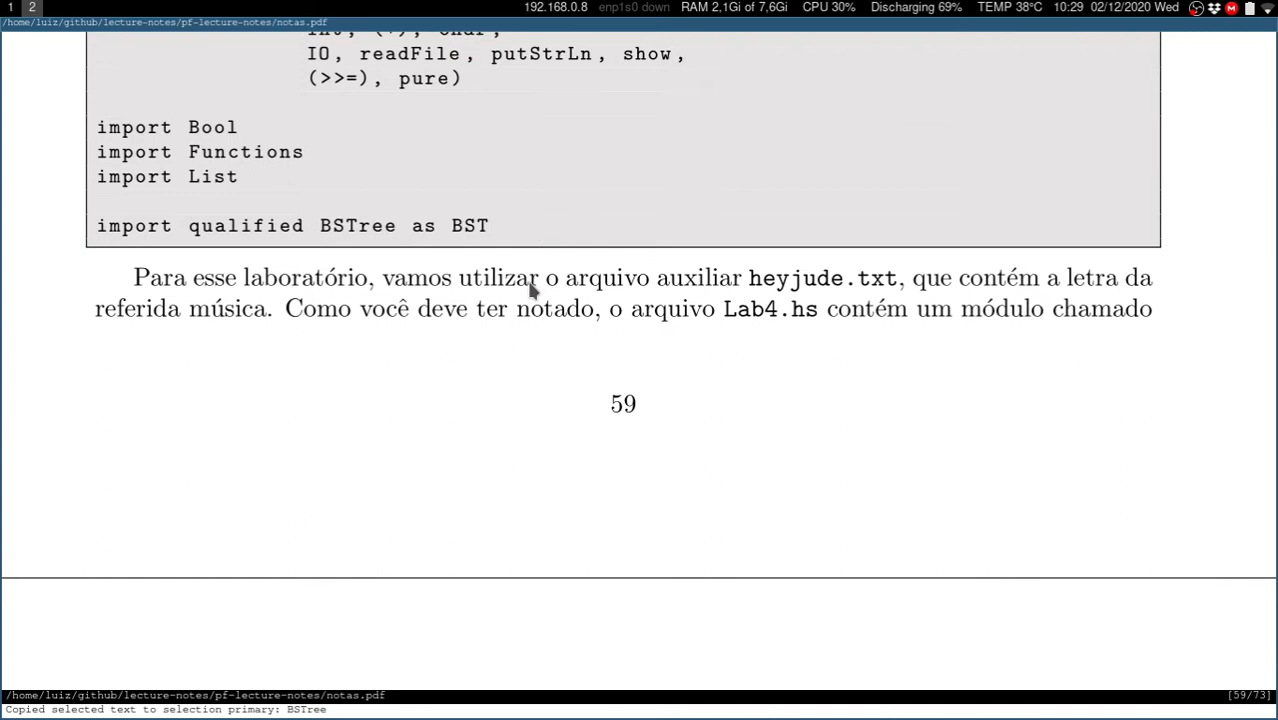 1 2 192.168.0.8 enp1s0 down RAM 2,1Gi of 7,6Gi CPU 30% Discharging 69% TEMP 38°C 10:29 02/12/2020 Wed
/home/luiz/github/lecture-notes/pf-lecture-notes/notas.pdf
IO, readFile, putStrLn, show,
(>>=), pure)
import Bool
import Functions
import List
import qualified BSTree as BST
Para esse laboratório, vamos utilizar o arquivo auxiliar heyjude.txt, que contém a letra da
referida música. Como você deve ter notado, o arquivo Lab4.hs contém um módulo chamado
59
/home/luiz/github/lecture-notes/pf-lecture-notes/notas.pdf [59/73]
Copied selected text to selection primary: BSTree